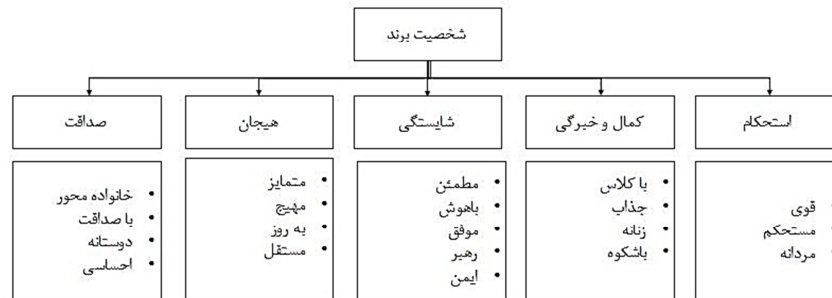 شخصیت برند
استحکام
کمال و خیرگی
شایستگی
هیجان
صداقت
• قوی
• مستحکم
• مردانه
• با کلاس
• جذاب
• زنانه
• باشکوه
• مطمئن
• باهوش
• موفق
• رهبر
• ایمن
• متمایز
• مهیج
• به روز
• مستقل
• خانواده محور
• با صداقت
• دوستانه
• احساسی